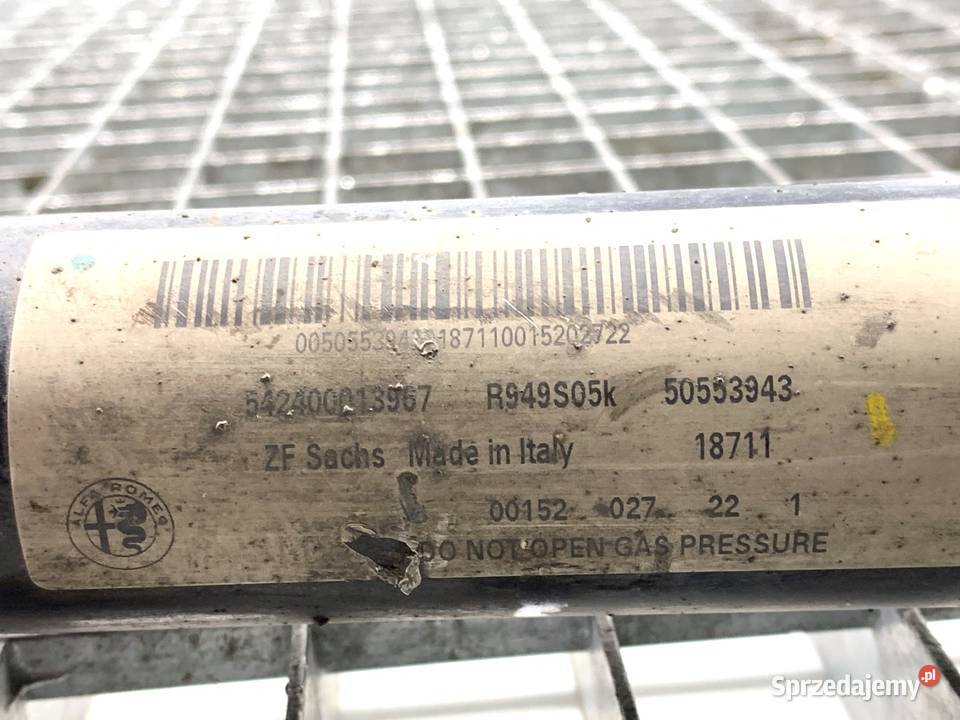 542400013967 R949S05k 50553943
ZF Sachs Made in Italy 18711
ALFA ROMEO
00152 027 22 1
DO NOT OPEN GAS PRESSURE
Sprzedajemy.pl